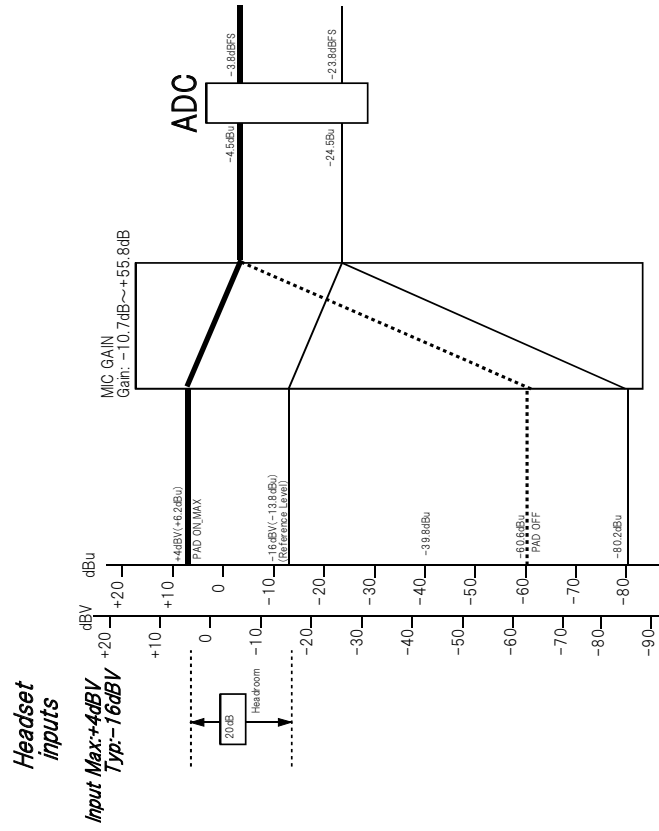 Headset
inputs
Input Max:+4dBV
Typ:-16dBV
20dB
Headroom
dBV
+20
+10
0
-10
-20
-30
-40
-50
-60
-70
-80
-90
dBu
+20
+10
0
-10
-20
-30
-40
-50
-60
-70
-80
+4dBV(+6.2dBu)
PAD ON_MAX
-16dBV(-13.8dBu)
(Reference Level)
-39.8dBu
-60.6dBu
PAD OFF
-80.2dBu
MIC GAIN
Gain: -10.7dB～+55.8dB
ADC
-4.5dBu
-3.8dBFS
-24.5Bu
-23.8dBFS